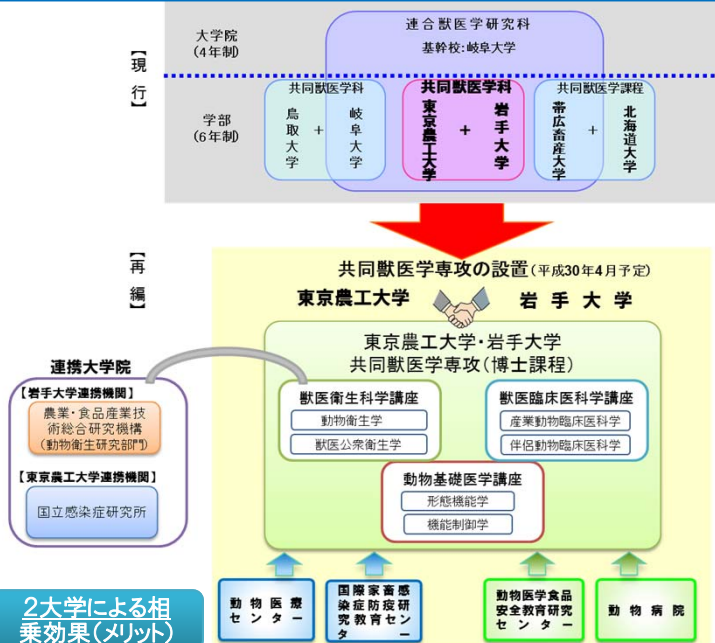 【現行】
大学院
(4年制)
連合獣医学研究科
基幹校:岐阜大学
学部
(6年制)
共同獣医学科
鳥取大学
+
岐阜大学
共同獣医学科
東京農工大学
+
岩手大学
共同獣医学課程
帯広畜産大学
+
北海道大学
【再編】
共同獣医学専攻の設置(平成30年4月予定)
東京農工大学
岩手大学
東京農工大学・岩手大学
共同獣医学専攻(博士課程)
獣医衛生科学講座
動物衛生学
獣医公衆衛生学
獣医臨床医科学講座
産業動物臨床医科学
伴侶動物臨床医科学
動物基礎医学講座
形態機能学
機能制御学
連携大学院
【岩手大学連携機関】
農業・食品産業技
術総合研究機構
(動物衛生研究部門)
【東京農工大学連携機関】
国立感染症研究所
動物医療
センター
国際家畜感
染症防疫研
究教育セン
ター
動物医学食品
安全教育研究
センター
動物病院
2大学による相
乗効果(メリット)